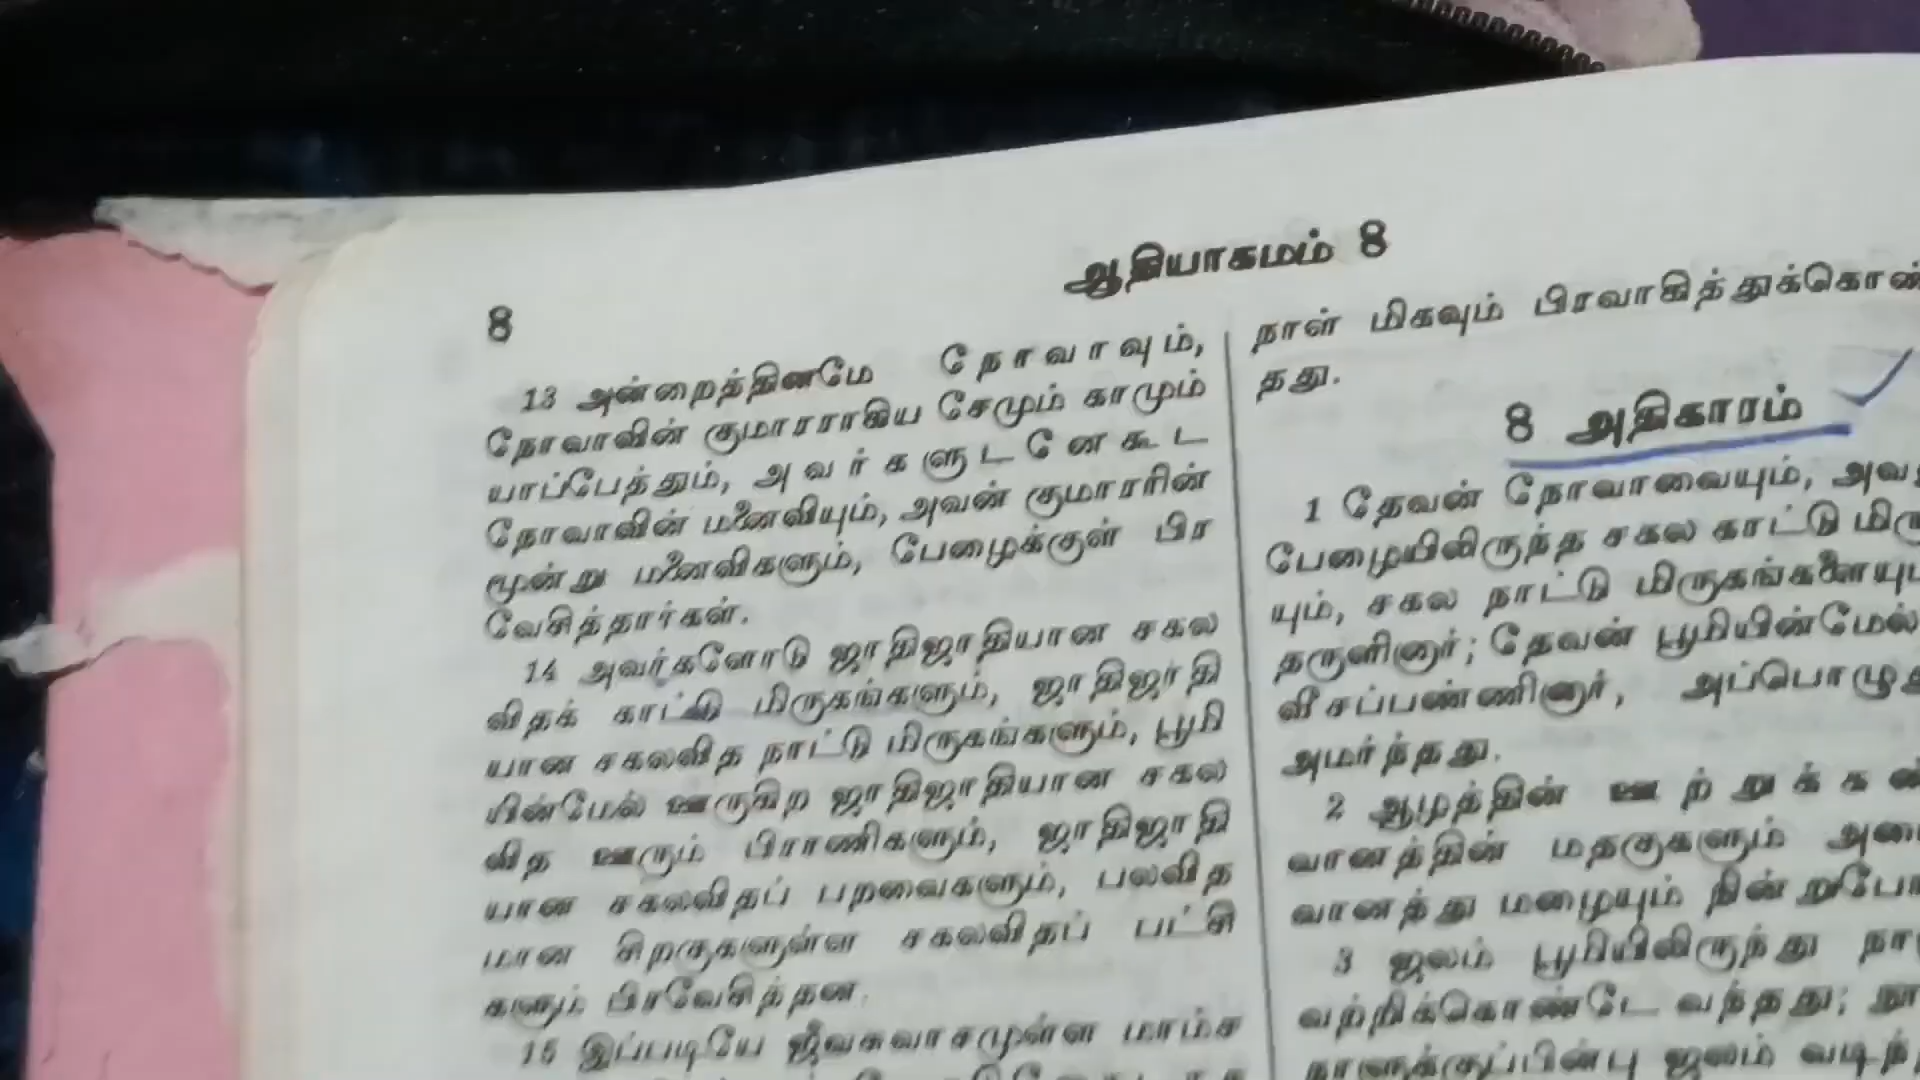 ஆதியாகமம் 8
8
13 அன்றைத்தினமே நோவாவும்,
நோவாவின் குமாரராகிய சேமும் காமும்
யாப்பேத்தும், அவர்களுடனேகூட
நோவாவின் மனைவியும், அவன் குமாரரின்
மூன்று மனைவிகளும், பேழைக்குள் பிர
வேசித்தார்கள்.
14 அவர்களோடு ஜாதிஜாதியான சகல
விதக் காட்டு மிருகங்களும், ஜாதிஜாதி
யான சகலவித நாட்டு மிருகங்களும், பூமி
யின்மேல் ஊருகிற ஜாதிஜாதியான சகல
வித ஊரும் பிராணிகளும், ஜாதிஜாதி
யான சகலவிதப் பறவைகளும், பலவித
மான சிறகுகளுள்ள சகலவிதப் பட்சி
களும் பிரவேசித்தன.
15 இப்படியே ஜீவசுவாசமுள்ள மாம்ச
நாள் மிகவும் பிரவாகித்துக்கொண்
தது.
8 அதிகாரம்
1 தேவன் நோவாவையும்,
பேழையிலிருந்த சகல காட்டு
யும், சகல நாட்டு மிருகங்களையு
தருளினார்; தேவன் பூமியின்மேல்
வீசப்பண்ணினார்,
அமர்ந்தது.
2 ஆழத்தின்
வானத்தின் மதகுகளும்
வானத்து மழையும்
3 ஜலம் பூமியிலிருந்து
வற்றிக்கொண்டே வந்தது;
நாளுக்குப்பின்பு ஜலம்